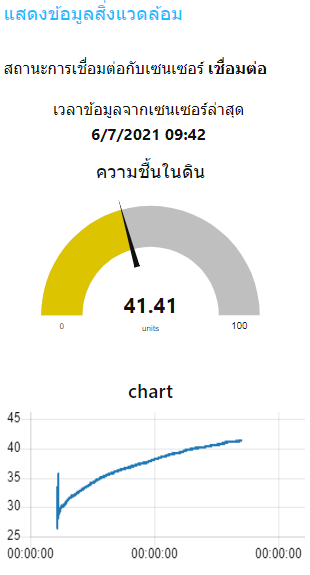 แสดงข้อมูลสิ่งแวดล้อม
สถานะการเชื่อมต่อกับเซนเซอร์ เชื่อมต่อ
เวลาข้อมูลจากเซนเซอร์ล่าสุด
6/7/2021 09:42
ความชื้นในดิน
41.41
0 units 100
chart
45
40
35
30
25
00:00:00 00:00:00 00:00:00